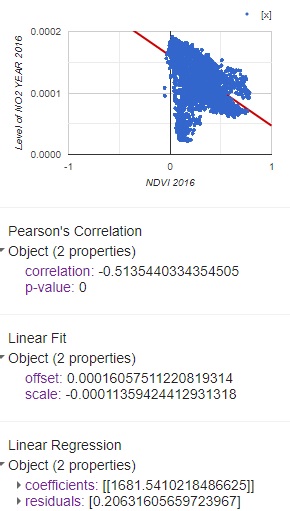 [x]
0.0002
0.0001
0.0000
Level of NO2 YEAR 2016
-1
0
1
NDVI 2016
Pearson's Correlation
Object (2 properties)
correlation: -0.5135440334354505
p-value: 0
Linear Fit
Object (2 properties)
offset: 0.00016057511220819314
scale: -0.00011359424412931318
Linear Regression
Object (2 properties)
coefficients: [[1681.5410218486625]]
residuals: [0.20631605659723967]